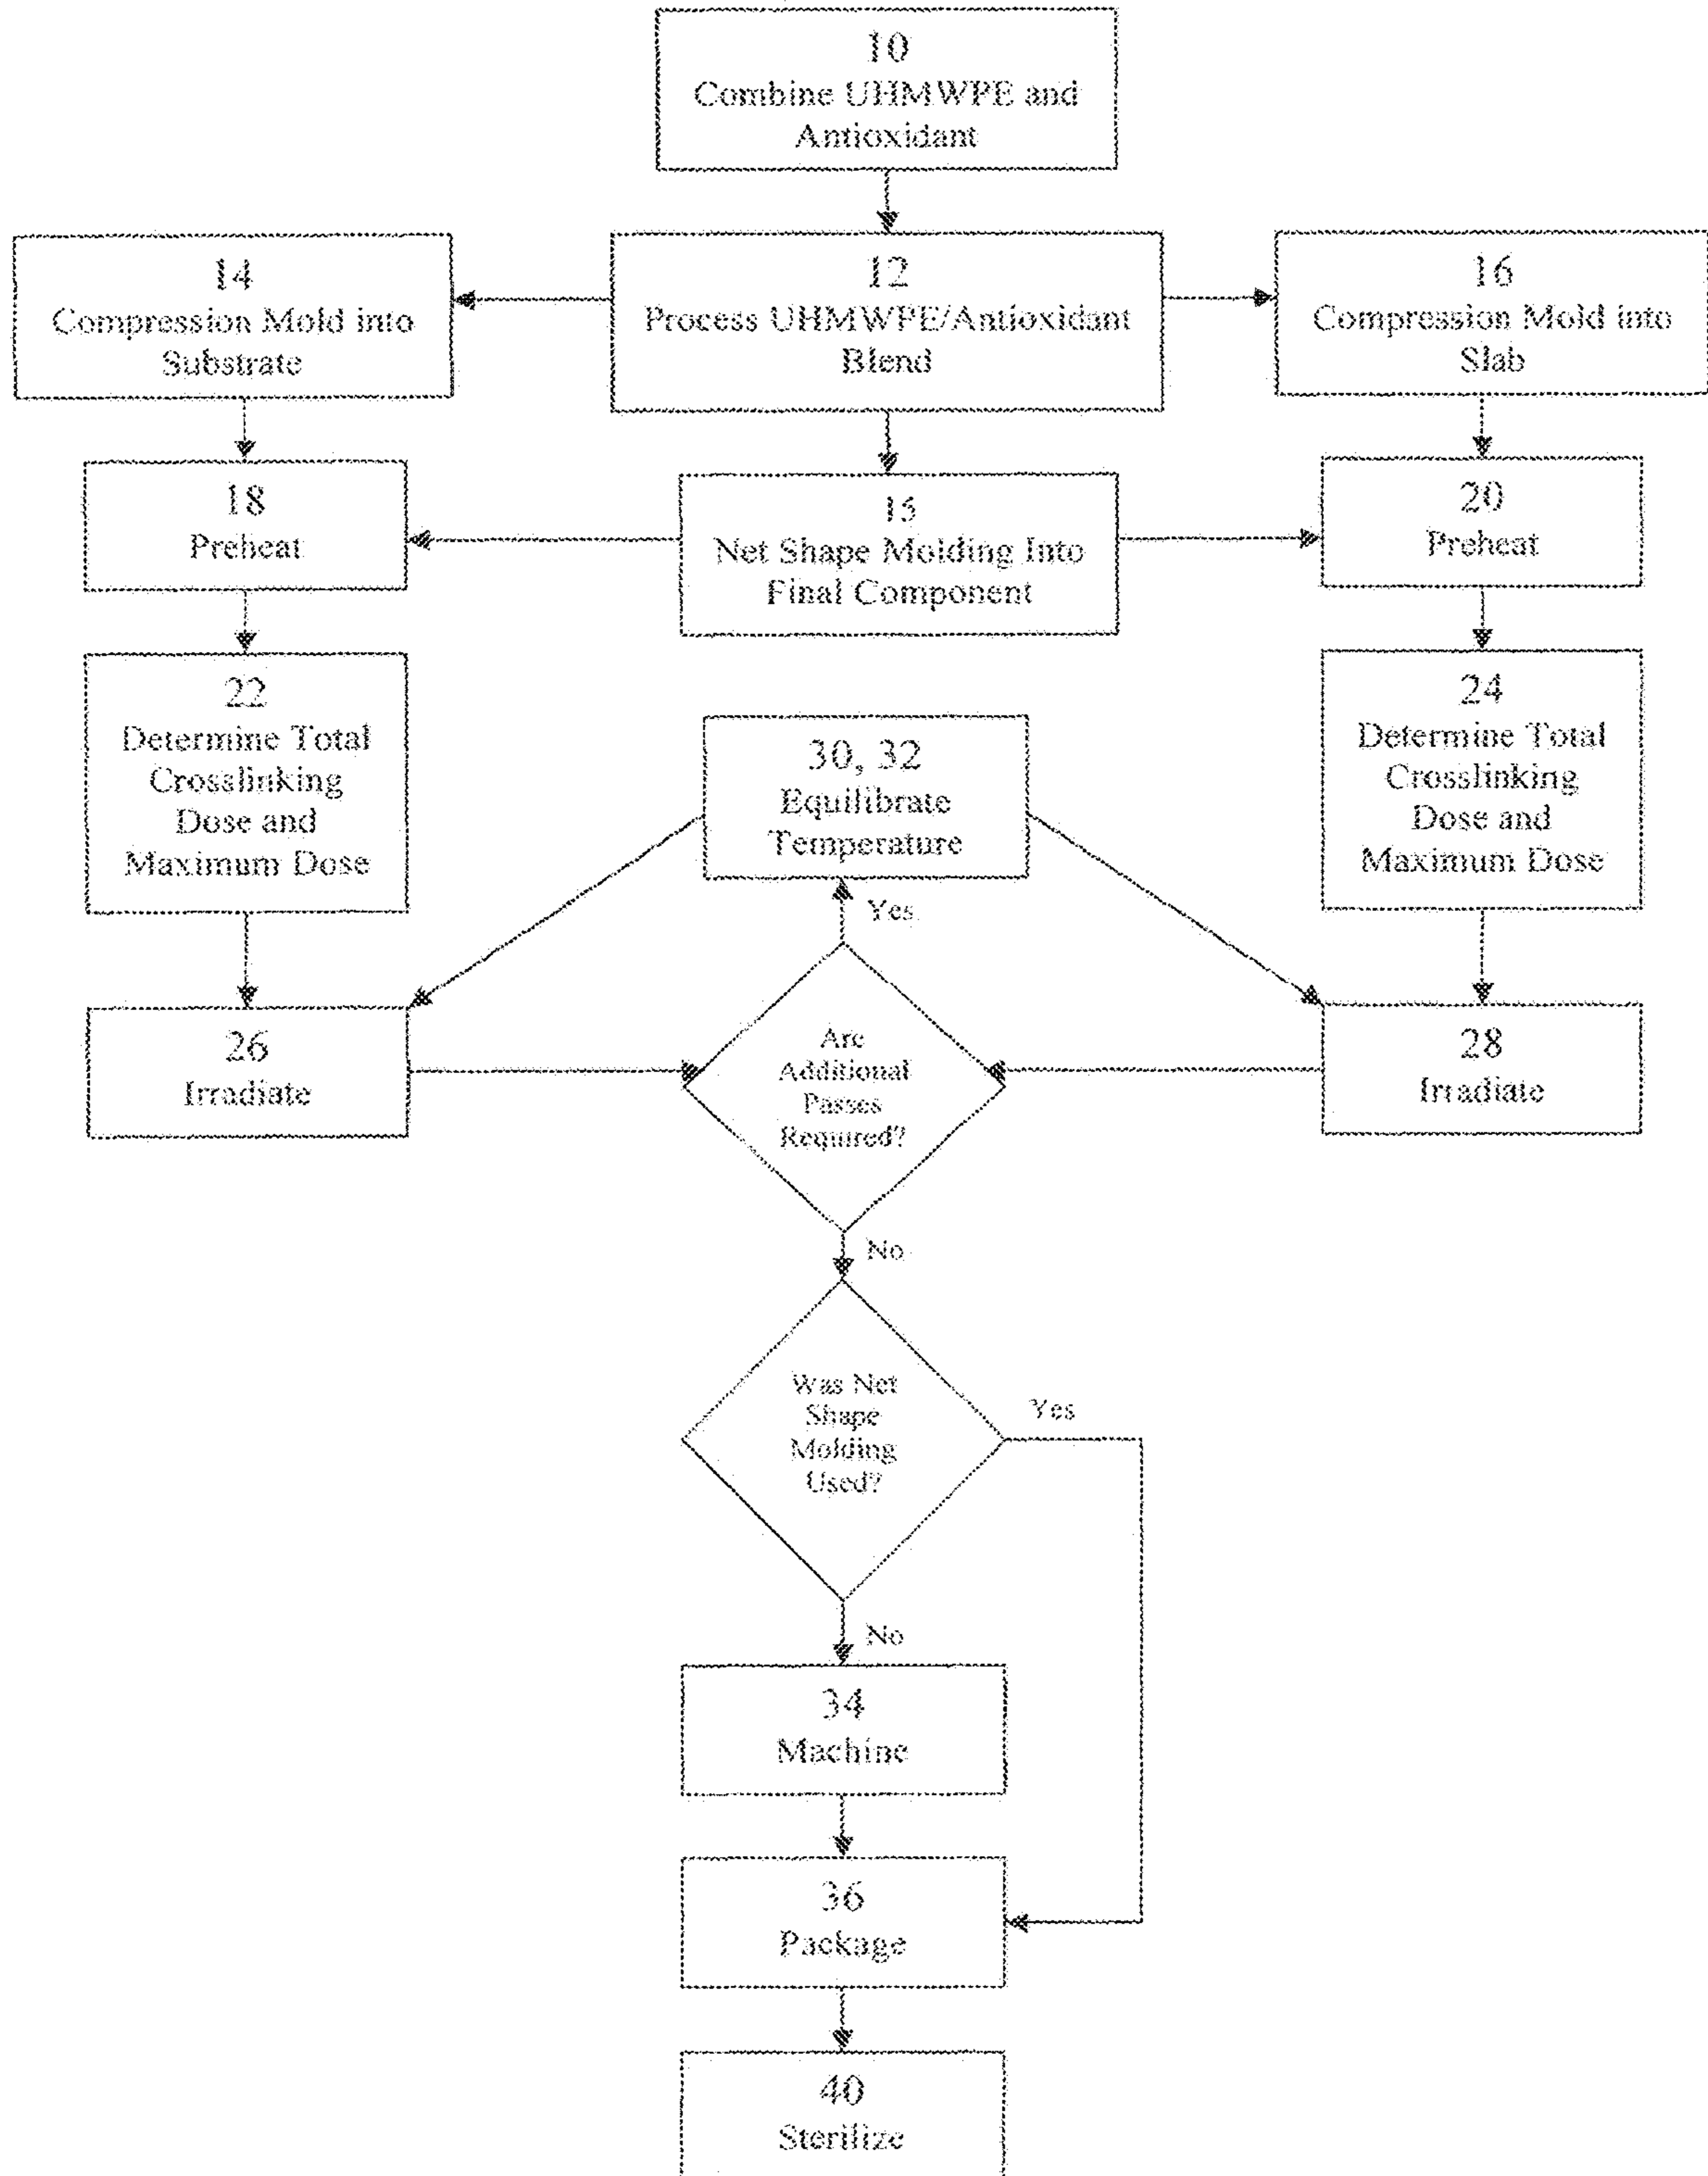 10
Combine UHMWPE and
Antioxidant
14
Compression Mold into
Substrate
12
Process UHMWPE/Antioxidant
Blend
16
Compression Mold into
Slab
18
Preheat
15
Net Shape Molding Into
Final Component
20
Preheat
22
Determine Total
Crosslinking
Dose and
Maximum Dose
30, 32
Equilibrate
Temperature
24
Determine Total
Crosslinking
Dose and
Maximum Dose
Yes
26
Irradiate
Are
Additional
Passes
Required?
28
Irradiate
No
Was Net
Shape
Molding
Used?
Yes
No
34
Machine
36
Package
40
Sterilize